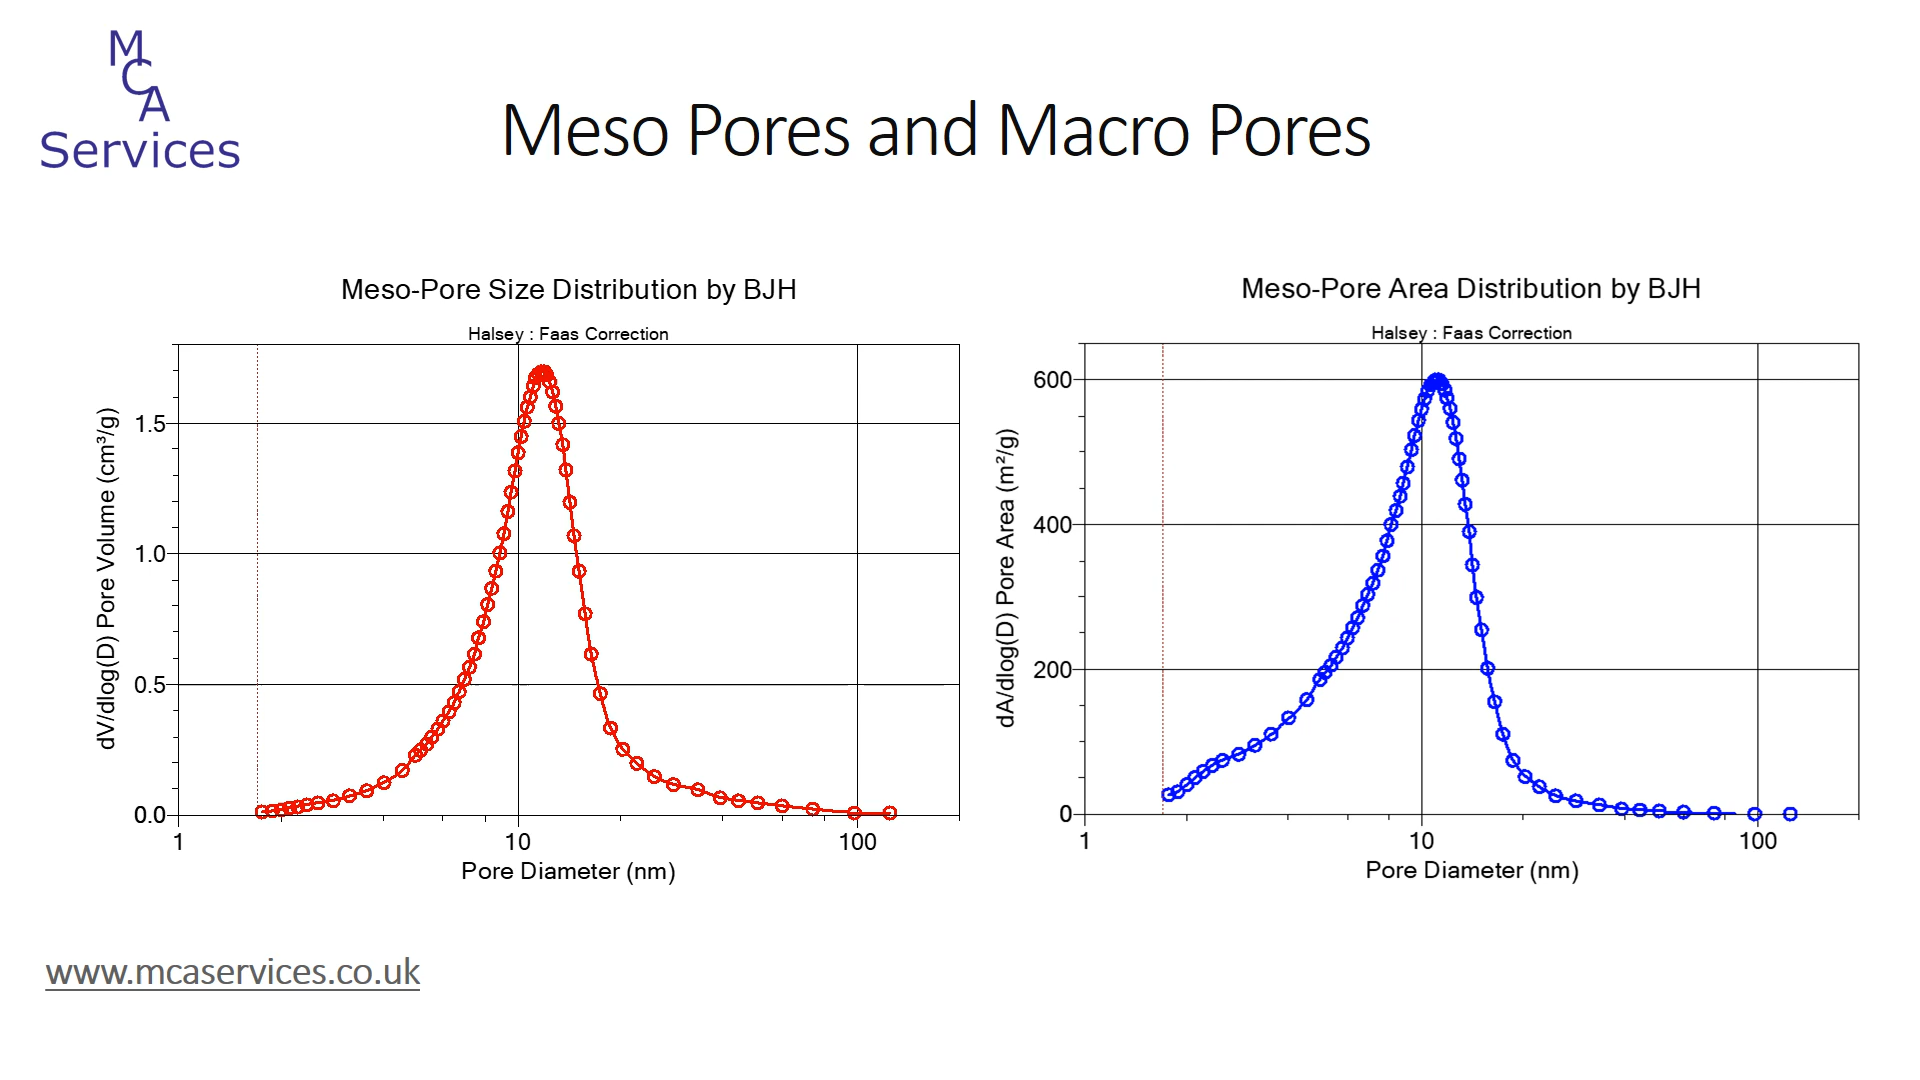 M
C
A
Services
Meso Pores and Macro Pores
Meso-Pore Size Distribution by BJH
Halsey : Faas Correction
dV/dlog(D) Pore Volume (cm³/g)
1.5
1.0
0.5
0.0
1 10 100
Pore Diameter (nm)
Meso-Pore Area Distribution by BJH
Halsey : Faas Correction
dA/dlog(D) Pore Area (m²/g)
600
400
200
0
1 10 100
Pore Diameter (nm)
www.mcaservices.co.uk